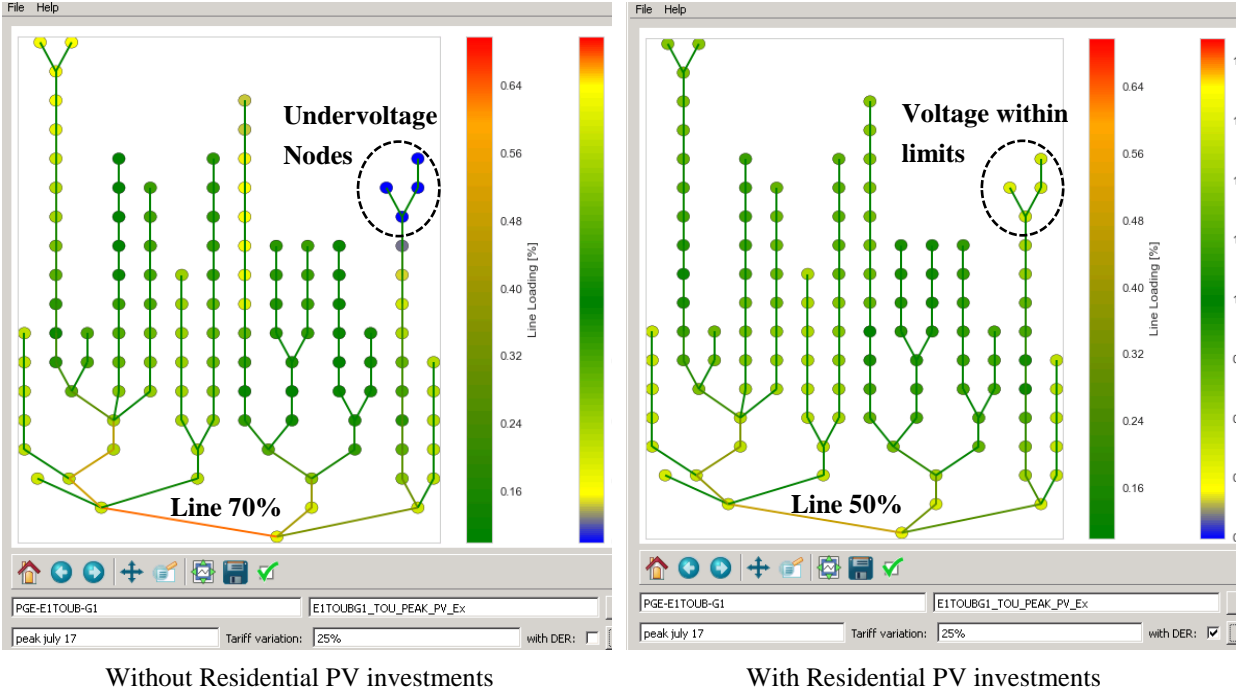 File Help
Undervoltage
Nodes
Line 70%
0.64
0.56
0.48
0.40
0.32
0.24
0.16
Line Loading [%]
PGE-E1TOUB-G1
E1TOUBG1_TOU_PEAK_PV_Ex
peak july 17
Tariff variation:
25%
with DER:
Without Residential PV investments
File Help
Voltage within
limits
Line 50%
0.64
0.56
0.48
0.40
0.32
0.24
0.16
Line Loading [%]
PGE-E1TOUB-G1
E1TOUBG1_TOU_PEAK_PV_Ex
peak july 17
Tariff variation:
25%
with DER:
With Residential PV investments